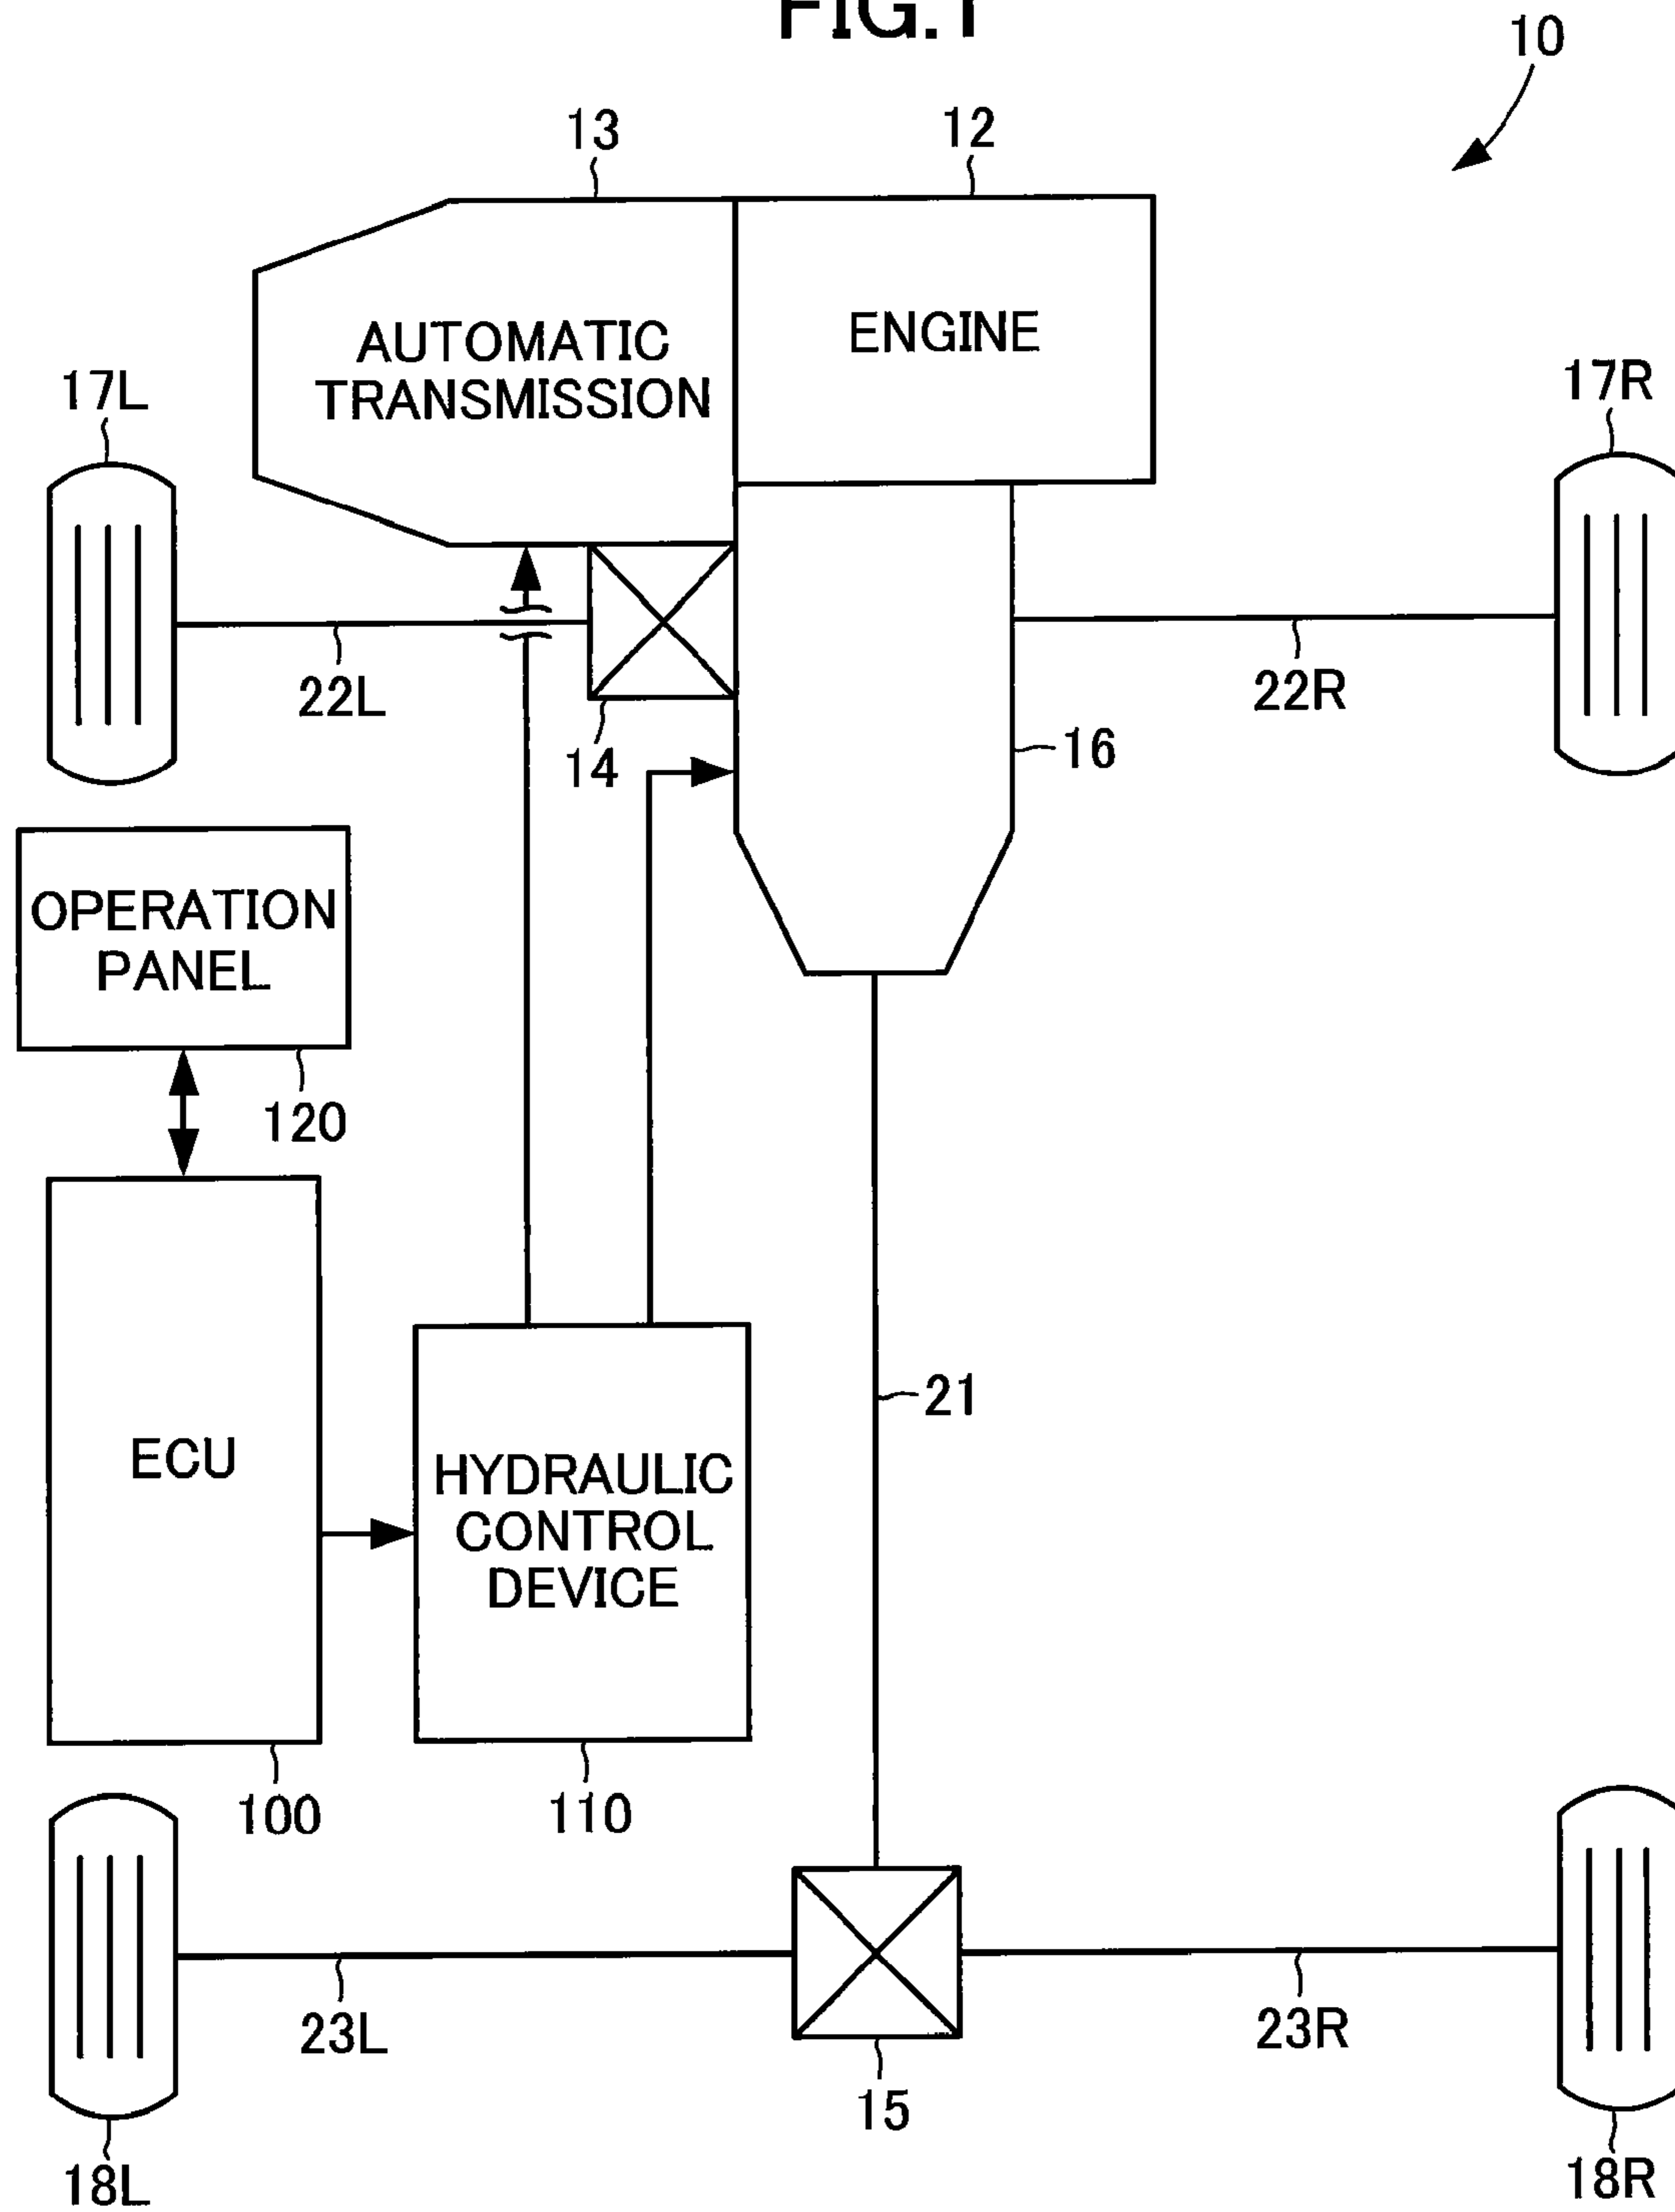 FIG.1
10
13
12
AUTOMATIC
TRANSMISSION
ENGINE
17L
17R
22L
22R
14
16
OPERATION
PANEL
120
21
ECU
HYDRAULIC
CONTROL
DEVICE
100
110
23L
23R
15
18L
18R